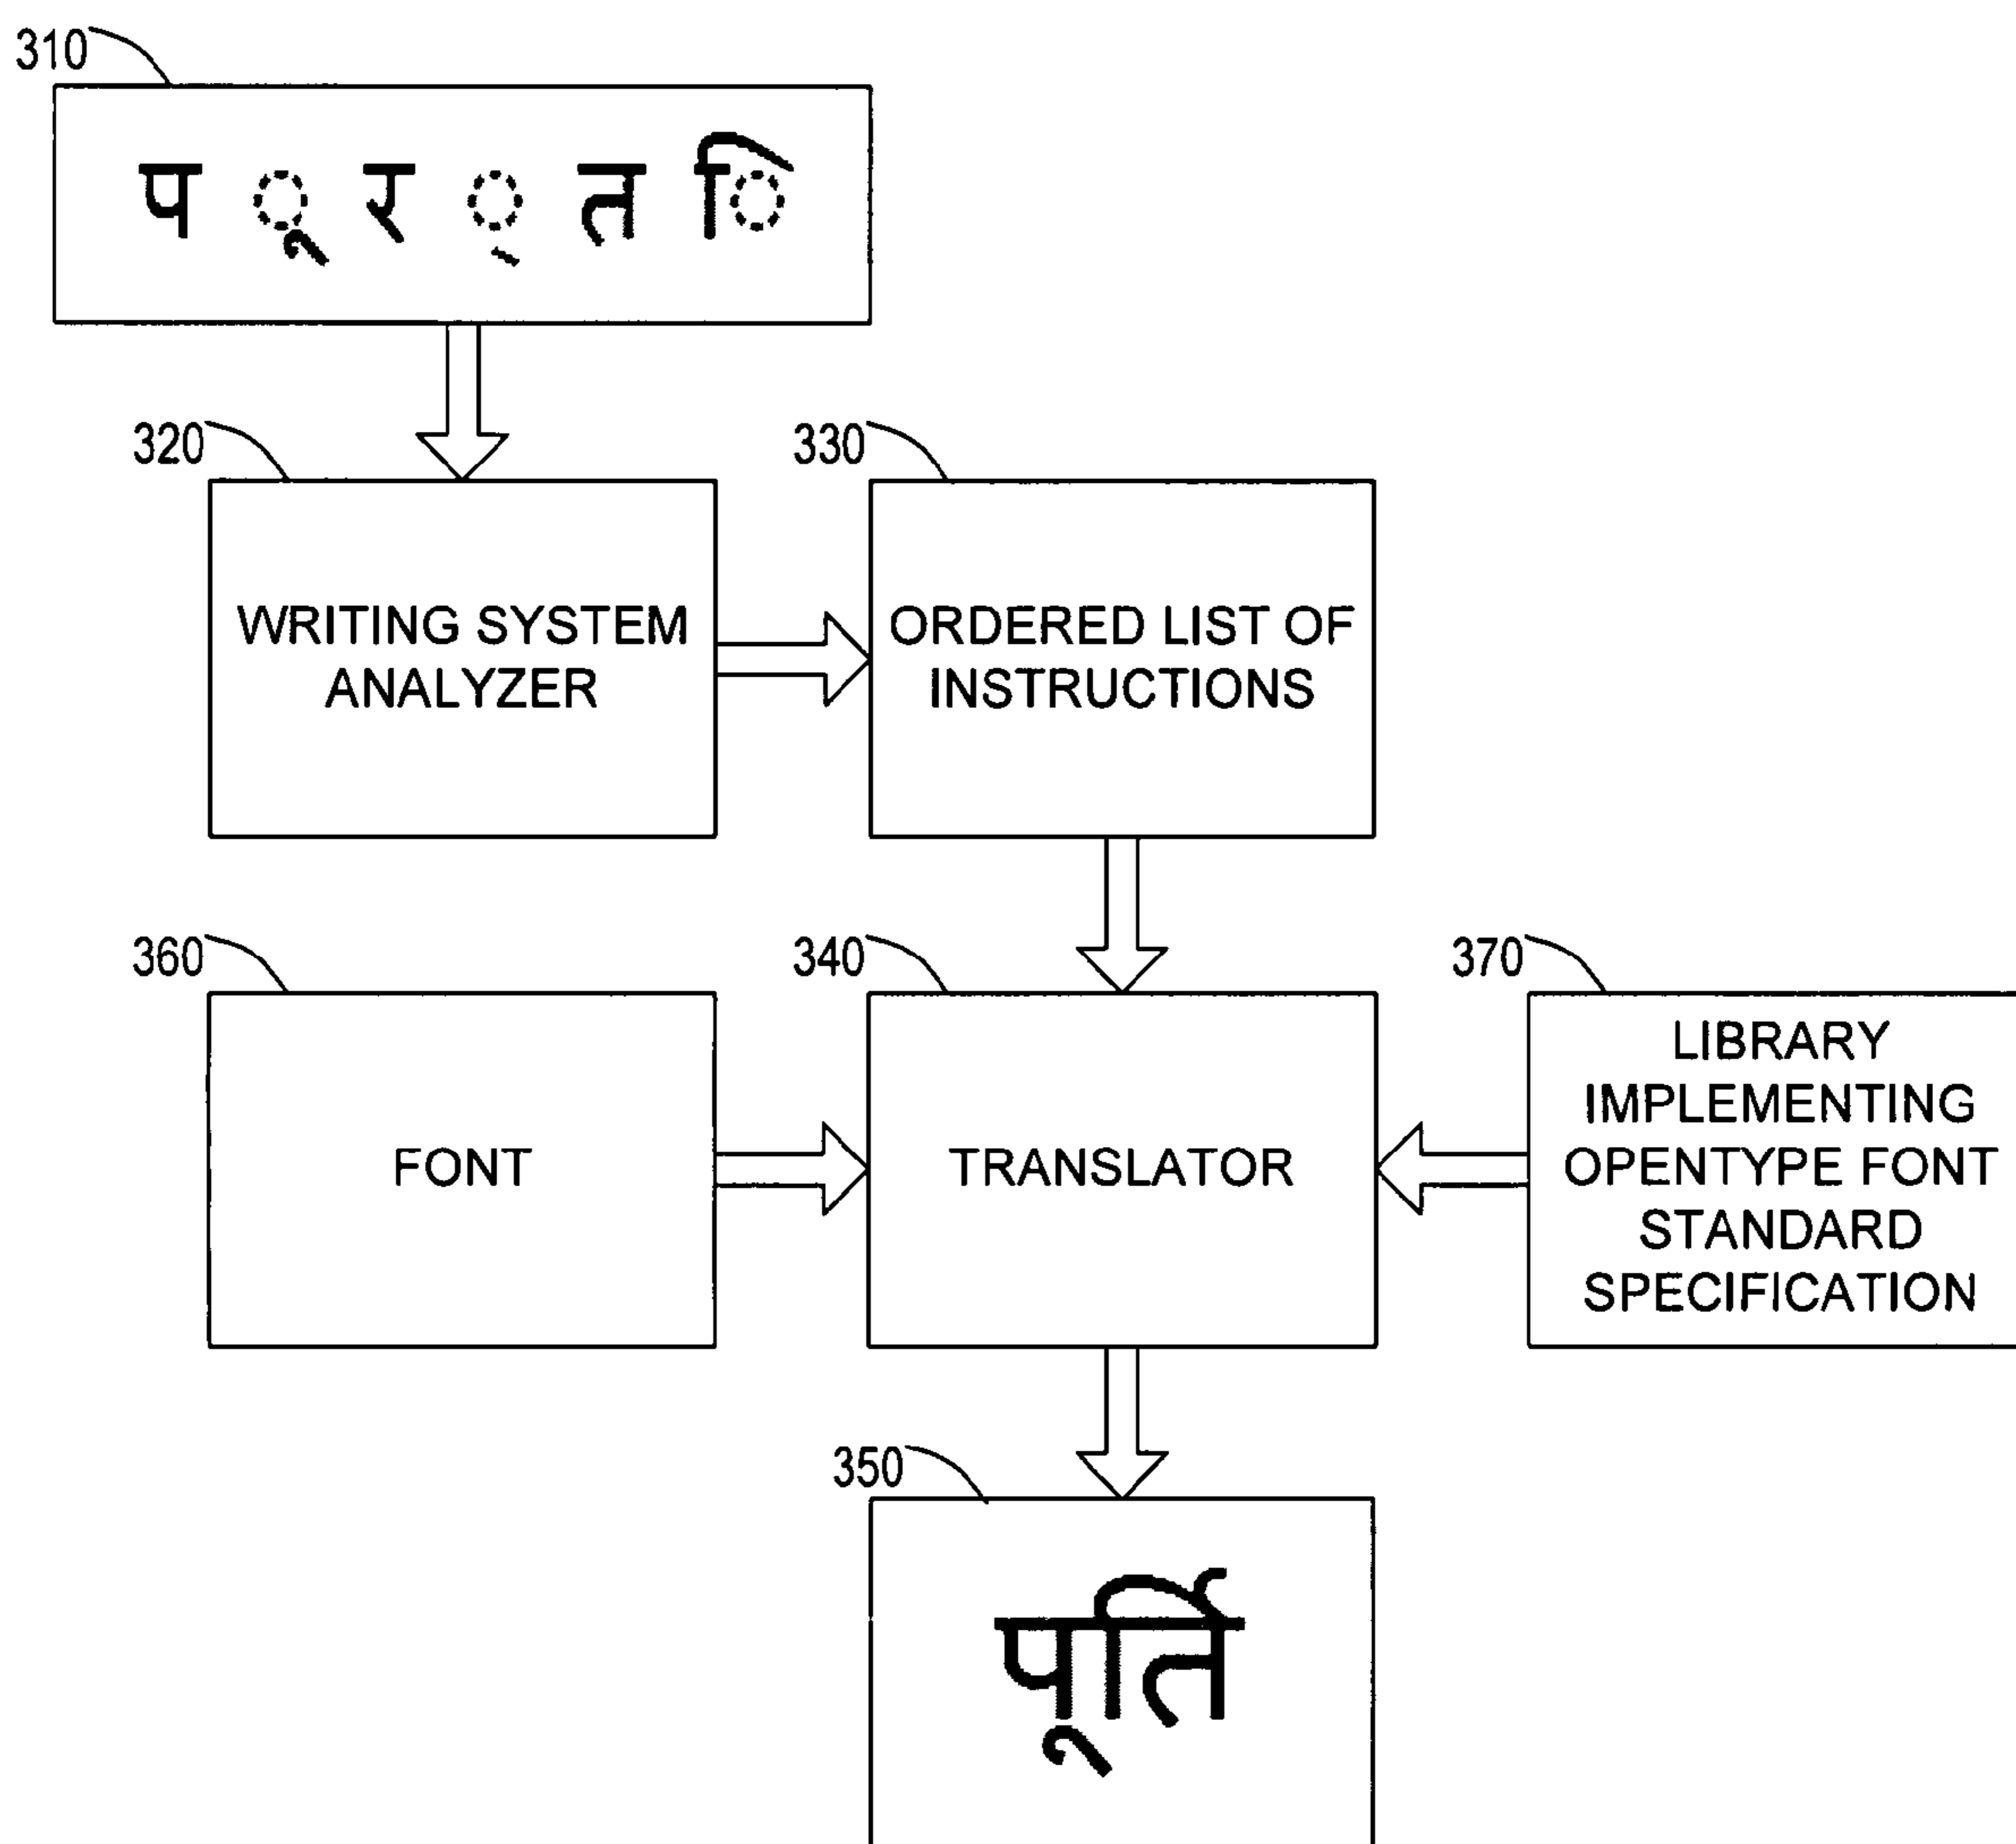 310
प ू र ् त ि
320
330
WRITING SYSTEM
ANALYZER
ORDERED LIST OF
INSTRUCTIONS
360
340
370
FONT
TRANSLATOR
LIBRARY
IMPLEMENTING
OPENTYPE FONT
STANDARD
SPECIFICATION
350
पूर्ति